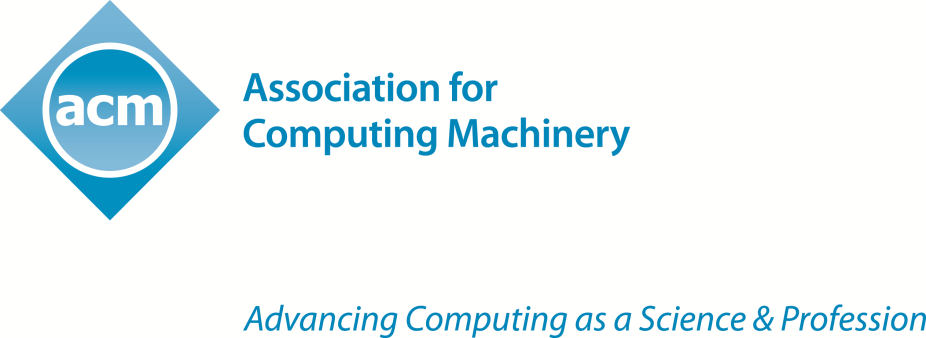 acm
Association for
Computing Machinery
Advancing Computing as a Science & Profession